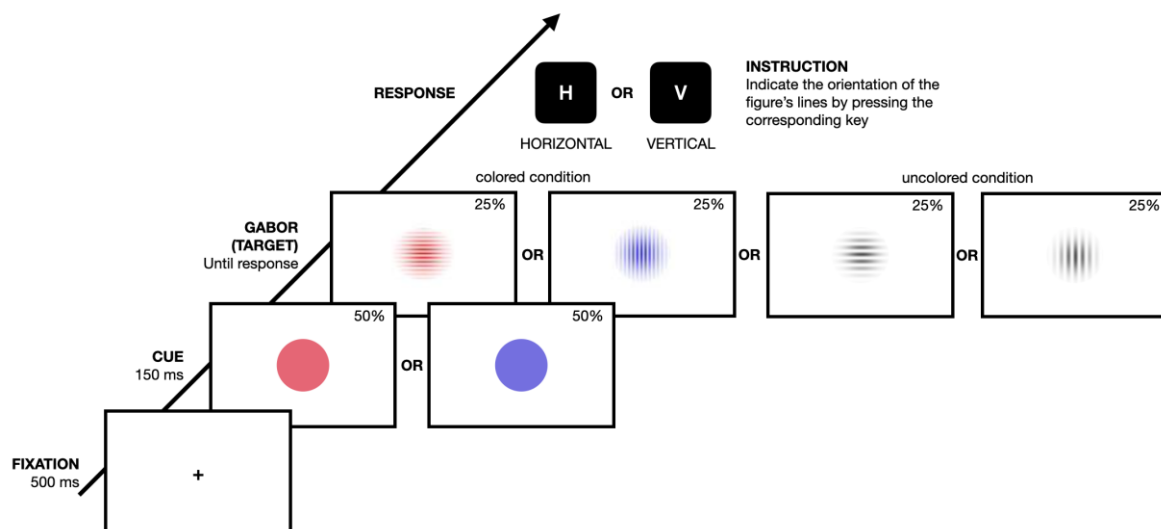 RESPONSE
H
OR
V
HORIZONTAL
VERTICAL
INSTRUCTION
Indicate the orientation of the
figure's lines by pressing the
corresponding key
colored condition
uncolored condition
GABOR
(TARGET)
Until response
25%
OR
25%
OR
25%
OR
25%
CUE
150 ms
50%
OR
50%
FIXATION
500 ms
+